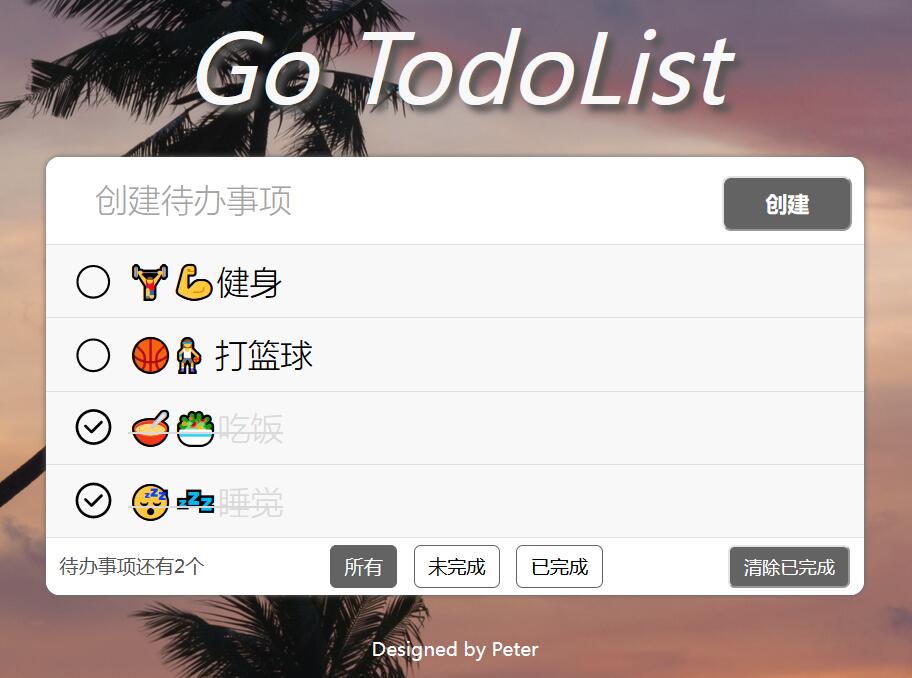 Go TodoList
创建待办事项 创建
🏋️💪健身
🏀⛹️ 打篮球
🥣🥗吃饭
😴💤睡觉
待办事项还有2个 所有 未完成 已完成 清除已完成
Designed by Peter